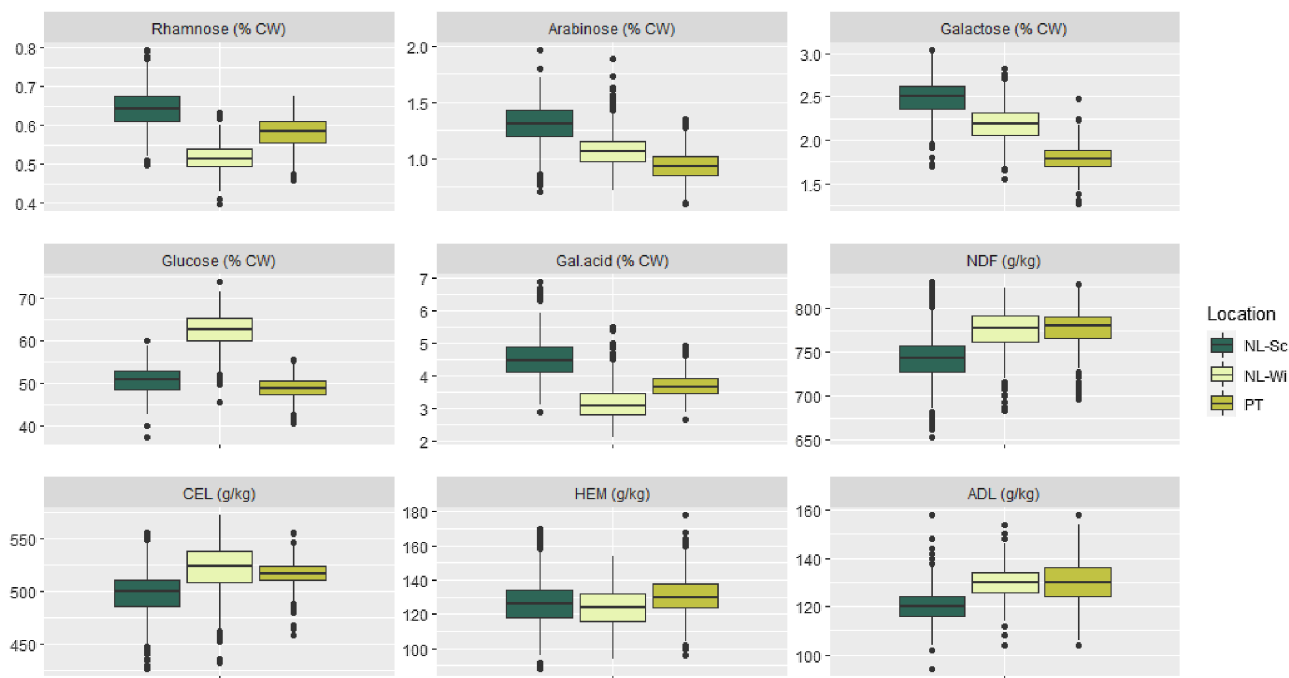 Rhamnose (% CW)
0.8
0.7
0.6
0.5
0.4
Arabinose (% CW)
2.0
1.5
1.0
Galactose (% CW)
3.0
2.5
2.0
1.5
Glucose (% CW)
70
60
50
40
Gal.acid (% CW)
7
6
5
4
3
2
NDF (g/kg)
800
750
700
650
Location
NL-Sc
NL-Wi
PT
CEL (g/kg)
550
500
450
HEM (g/kg)
180
160
140
120
100
ADL (g/kg)
160
140
120
100